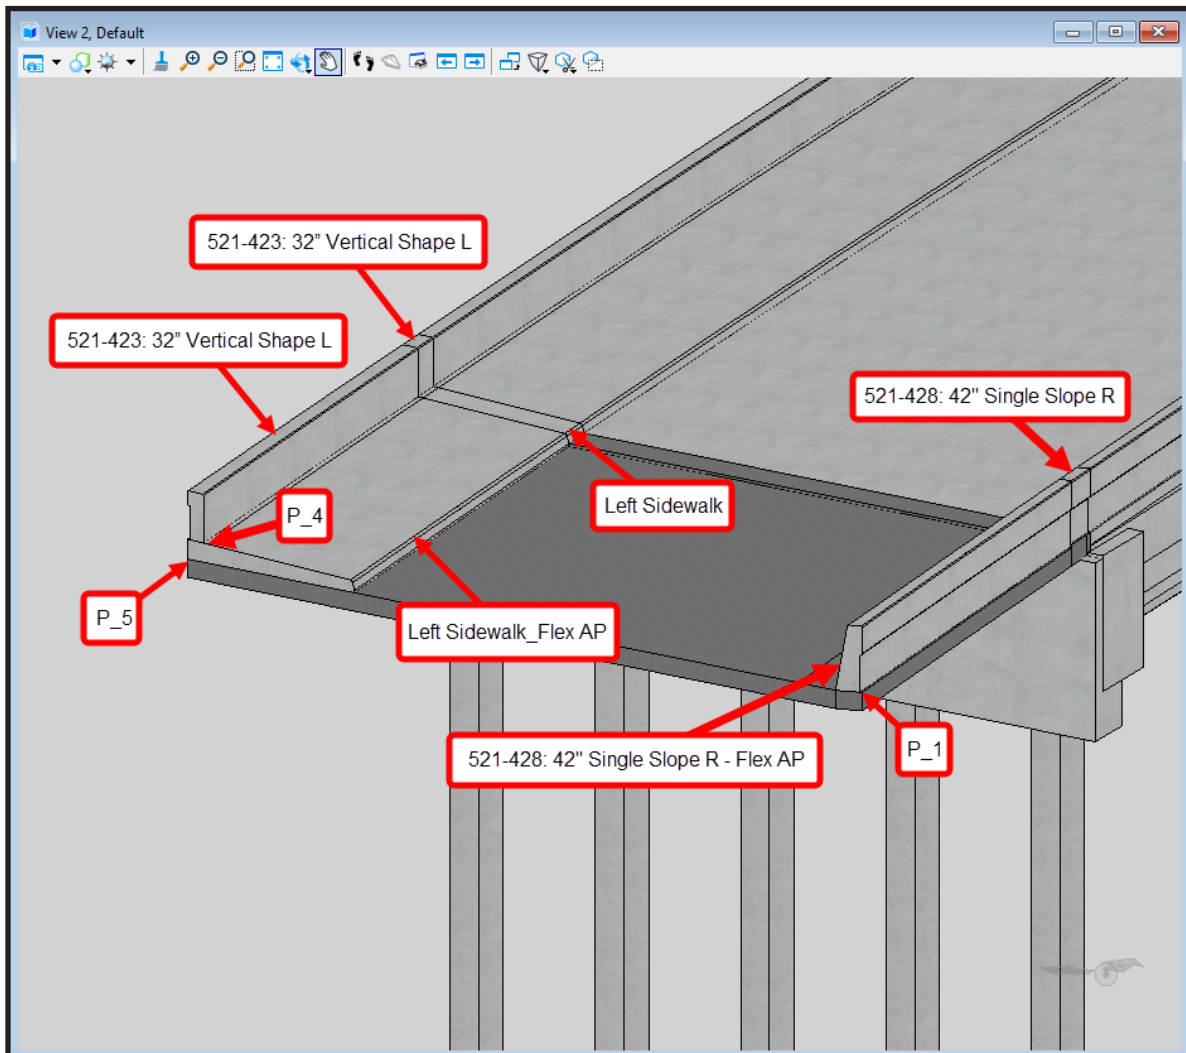 View 2, Default
521-423: 32” Vertical Shape L
521-423: 32” Vertical Shape L
521-428: 42" Single Slope R
Left Sidewalk
P_4
P_5
Left Sidewalk_Flex AP
521-428: 42" Single Slope R - Flex AP
P_1